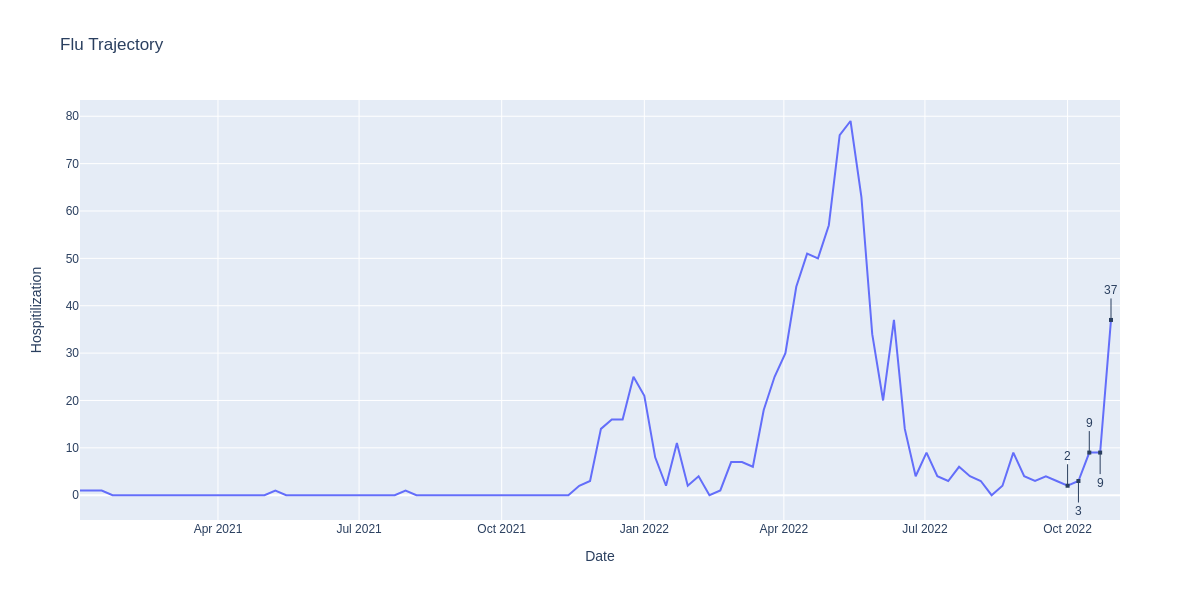 Flu Trajectory
80
70
60
50
40
30
20
10
0
Hospitilization
37
9
2
9
3
Apr 2021
Jul 2021
Oct 2021
Jan 2022
Apr 2022
Jul 2022
Oct 2022
Date